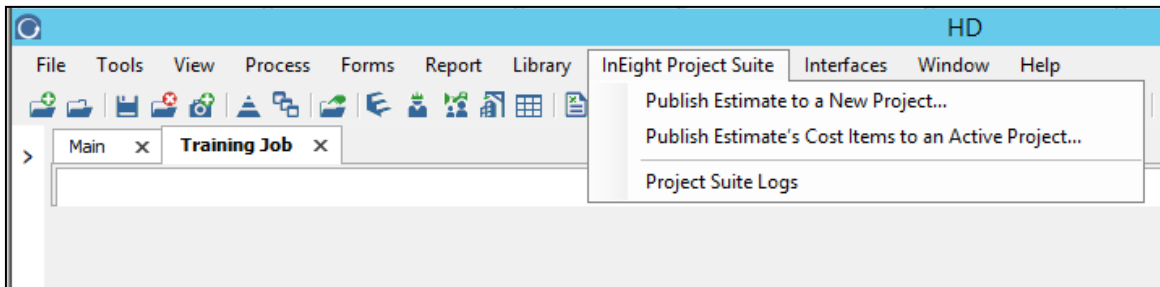 HD
File Tools View Process Forms Report Library InEight Project Suite Interfaces Window Help
Publish Estimate to a New Project...
Publish Estimate's Cost Items to an Active Project...
Project Suite Logs
Main x Training Job x